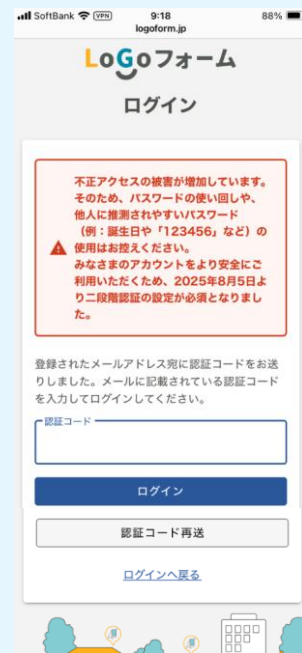 SoftBank VPN 9:18 88%
logoform.jp
LoGoフォーム
ログイン
不正アクセスの被害が増加しています。
そのため、パスワードの使い回しや、
他人に推測されやすいパスワード
（例：誕生日や「123456」など）の
使用はお控えください。
みなさまのアカウントをより安全にご
利用いただくため、2025年8月5日よ
り二段階認証の設定が必須となりまし
た。
登録されたメールアドレス宛に認証コードをお送
りしました。メールに記載されている認証コード
を入力してログインしてください。
認証コード
ログイン
認証コード再送
ログインへ戻る